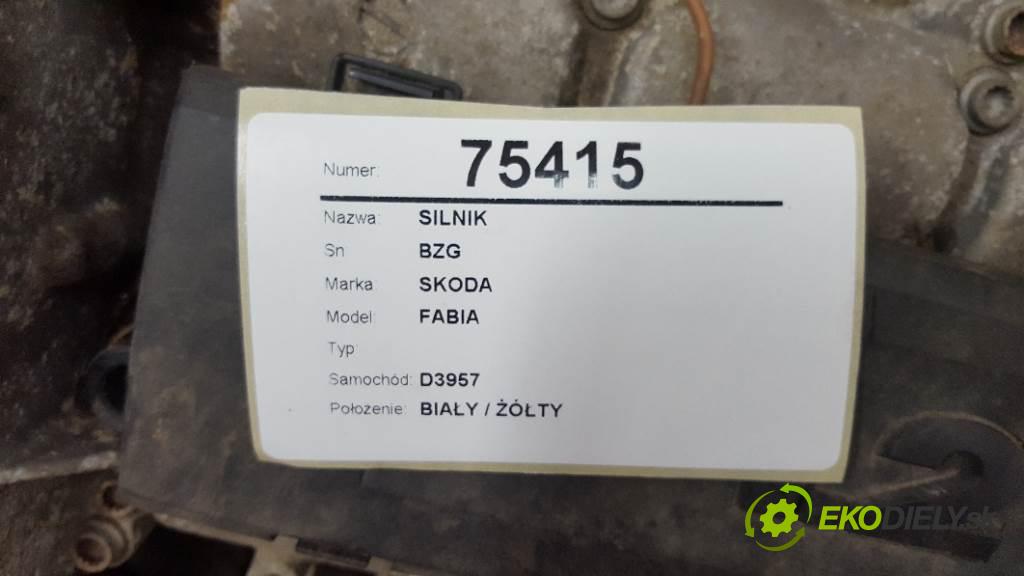 Numer: 75415
Nazwa: SILNIK
Sn BZG
Marka SKODA
Model: FABIA
Typ:
Samochód: D3957
Położenie: BIAŁY / ŻÓŁTY
EKODIELY.sk